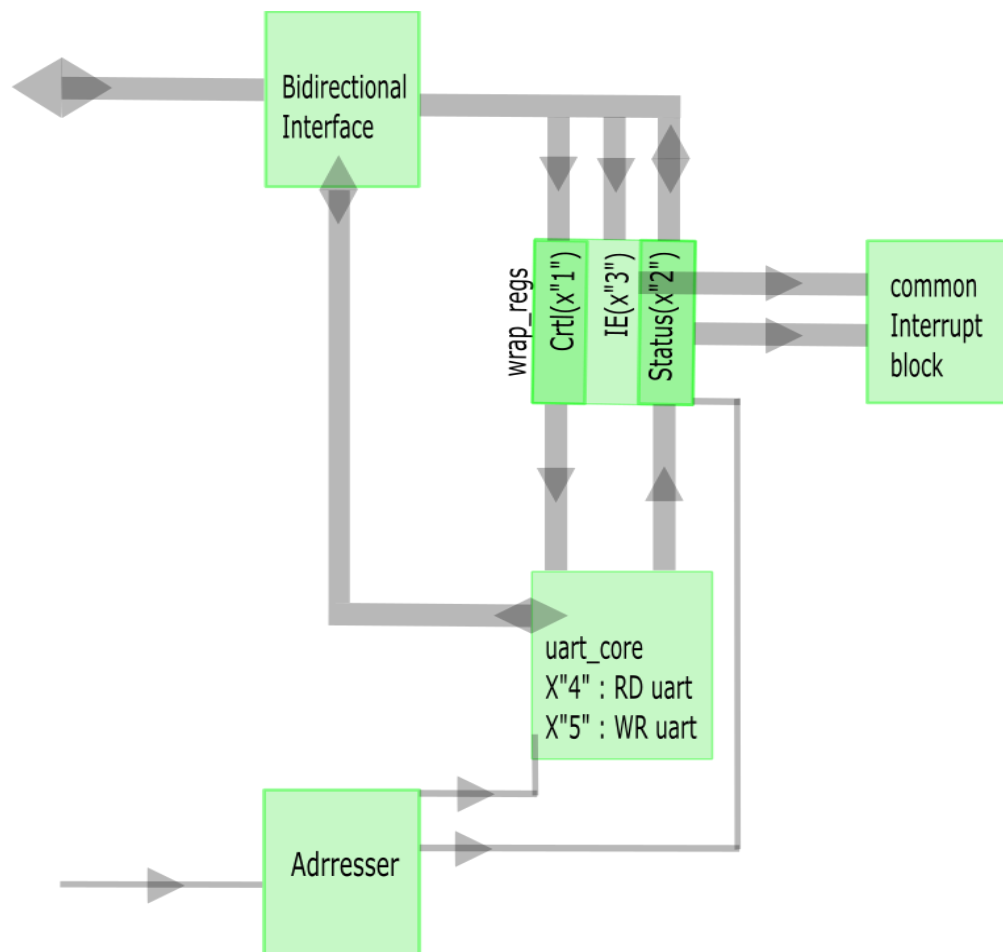 Bidirectional
Interface
wrap_regs
Crtl(x"1")
IE(x"3")
Status(x"2")
common
Interrupt
block
uart_core
X"4" : RD uart
X"5" : WR uart
Adrresser